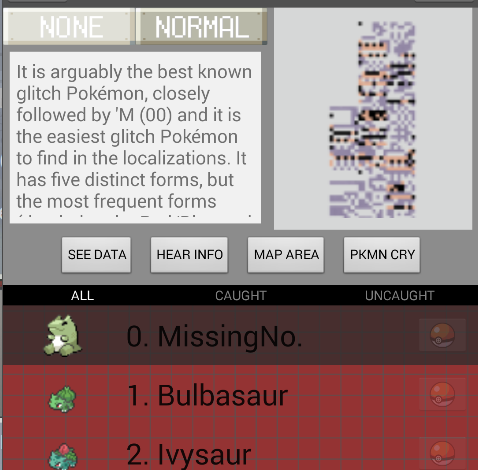 NONE NORMAL
It is arguably the best known
glitch Pokémon, closely
followed by 'M (00) and it is
the easiest glitch Pokémon
to find in the localizations. It
has five distinct forms, but
the most frequent forms
SEE DATA HEAR INFO MAP AREA PKMN CRY
ALL CAUGHT UNCAUGHT
0. MissingNo.
1. Bulbasaur
2. Ivysaur